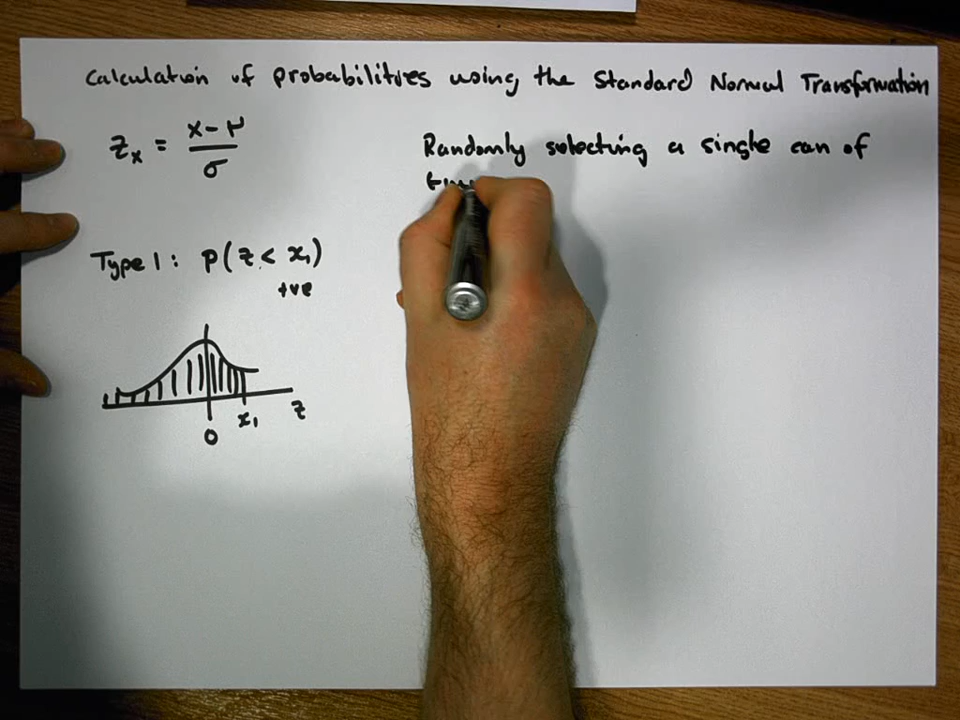 Calculation of probabilities using the Standard Normal Transformation
Zx = x-μ / σ
Randomly selecting a single can of
Type 1: P(z < x₁)
+ve
x₁ z
0